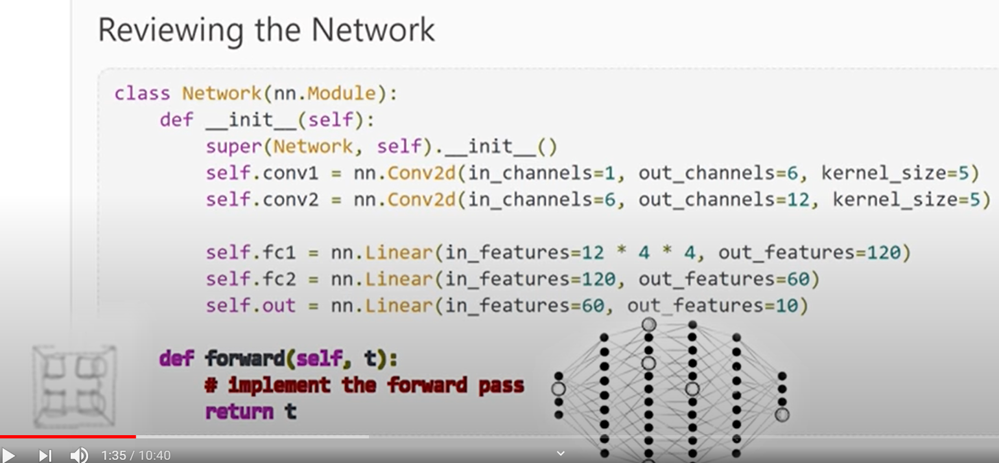 Reviewing the Network
class Network(nn.Module):
def __init__(self):
super(Network, self).__init__()
self.conv1 = nn.Conv2d(in_channels=1, out_channels=6, kernel_size=5)
self.conv2 = nn.Conv2d(in_channels=6, out_channels=12, kernel_size=5)
self.fc1 = nn.Linear(in_features=12 * 4 * 4, out_features=120)
self.fc2 = nn.Linear(in_features=120, out_features=60)
self.out = nn.Linear(in_features=60, out_features=10)
def forward(self, t):
# implement the forward pass
return t
1:35 / 10:40